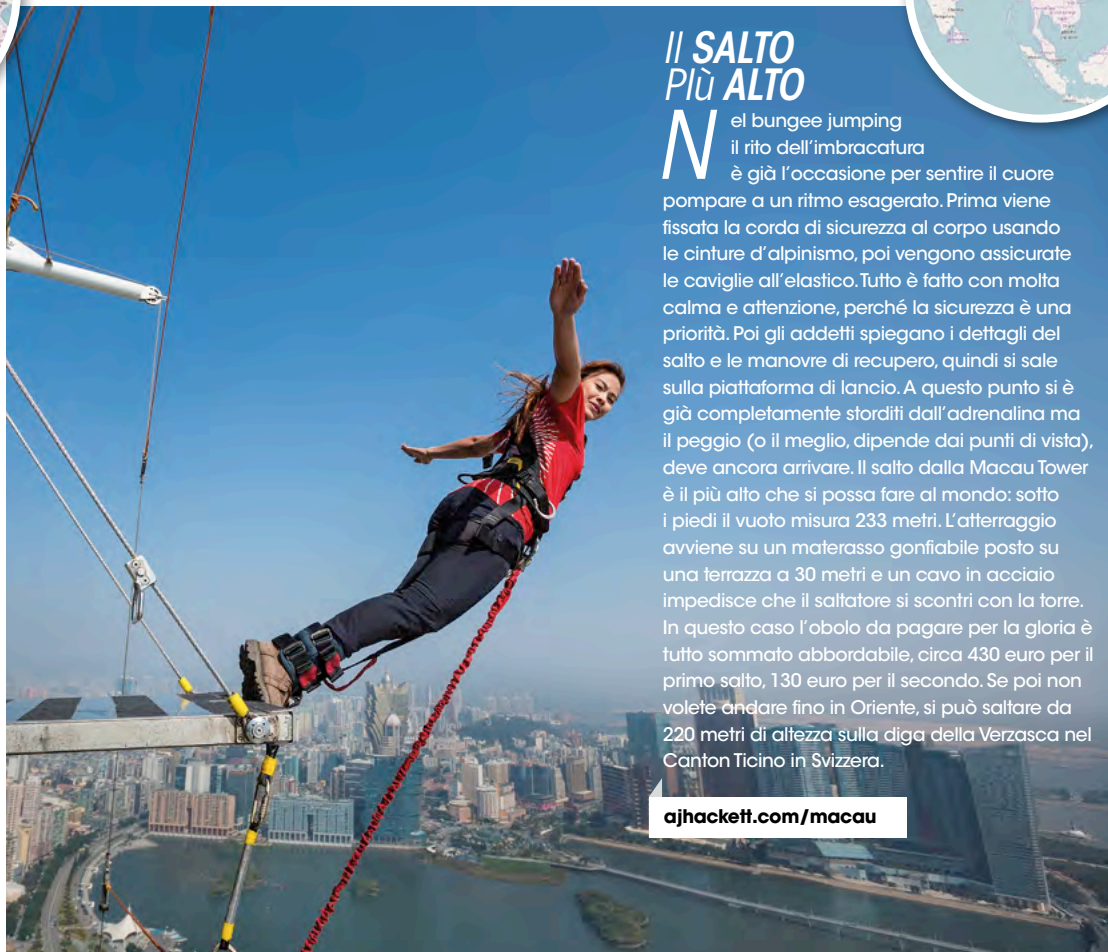 Il SALTO
PIù ALTO
Nel bungee jumping
il rito dell'imbracatura
è già l'occasione per sentire il cuore
pompare a un ritmo esagerato. Prima viene
fissata la corda di sicurezza al corpo usando
le cinture d'alpinismo, poi vengono assicurate
le caviglie all'elastico. Tutto è fatto con molta
calma e attenzione, perché la sicurezza è una
priorità. Poi gli addetti spiegano i dettagli del
salto e le manovre di recupero, quindi si sale
sulla piattaforma di lancio. A questo punto si è
già completamente storditi dall'adrenalina ma
il peggio (o il meglio, dipende dai punti di vista),
deve ancora arrivare. Il salto dalla Macau Tower
è il più alto che si possa fare al mondo: sotto
i piedi il vuoto misura 233 metri. L'atterraggio
avviene su un materasso gonfiabile posto su
una terrazza a 30 metri e un cavo in acciaio
impedisce che il saltatore si scontri con la torre.
In questo caso l'obolo da pagare per la gloria è
tutto sommato abbordabile, circa 430 euro per il
primo salto, 130 euro per il secondo. Se poi non
volete andare fino in Oriente, si può saltare da
220 metri di altezza sulla diga della Verzasca nel
Canton Ticino in Svizzera.
ajhackett.com/macau